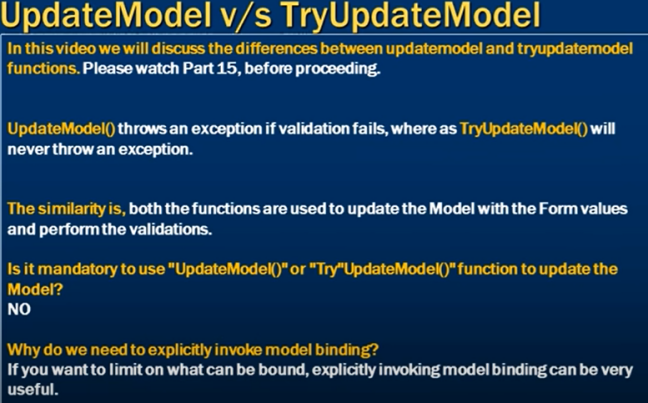 UpdateModel v/s TryUpdateModel
In this video we will discuss the differences between updatemodel and tryupdatemodel
functions. Please watch Part 15, before proceeding.
UpdateModel() throws an exception if validation fails, where as TryUpdateModel() will
never throw an exception.
The similarity is, both the functions are used to update the Model with the Form values
and perform the validations.
Is it mandatory to use "UpdateModel()" or "Try"UpdateModel()" function to update the
Model?
NO
Why do we need to explicitly invoke model binding?
If you want to limit on what can be bound, explicitly invoking model binding can be very
useful.